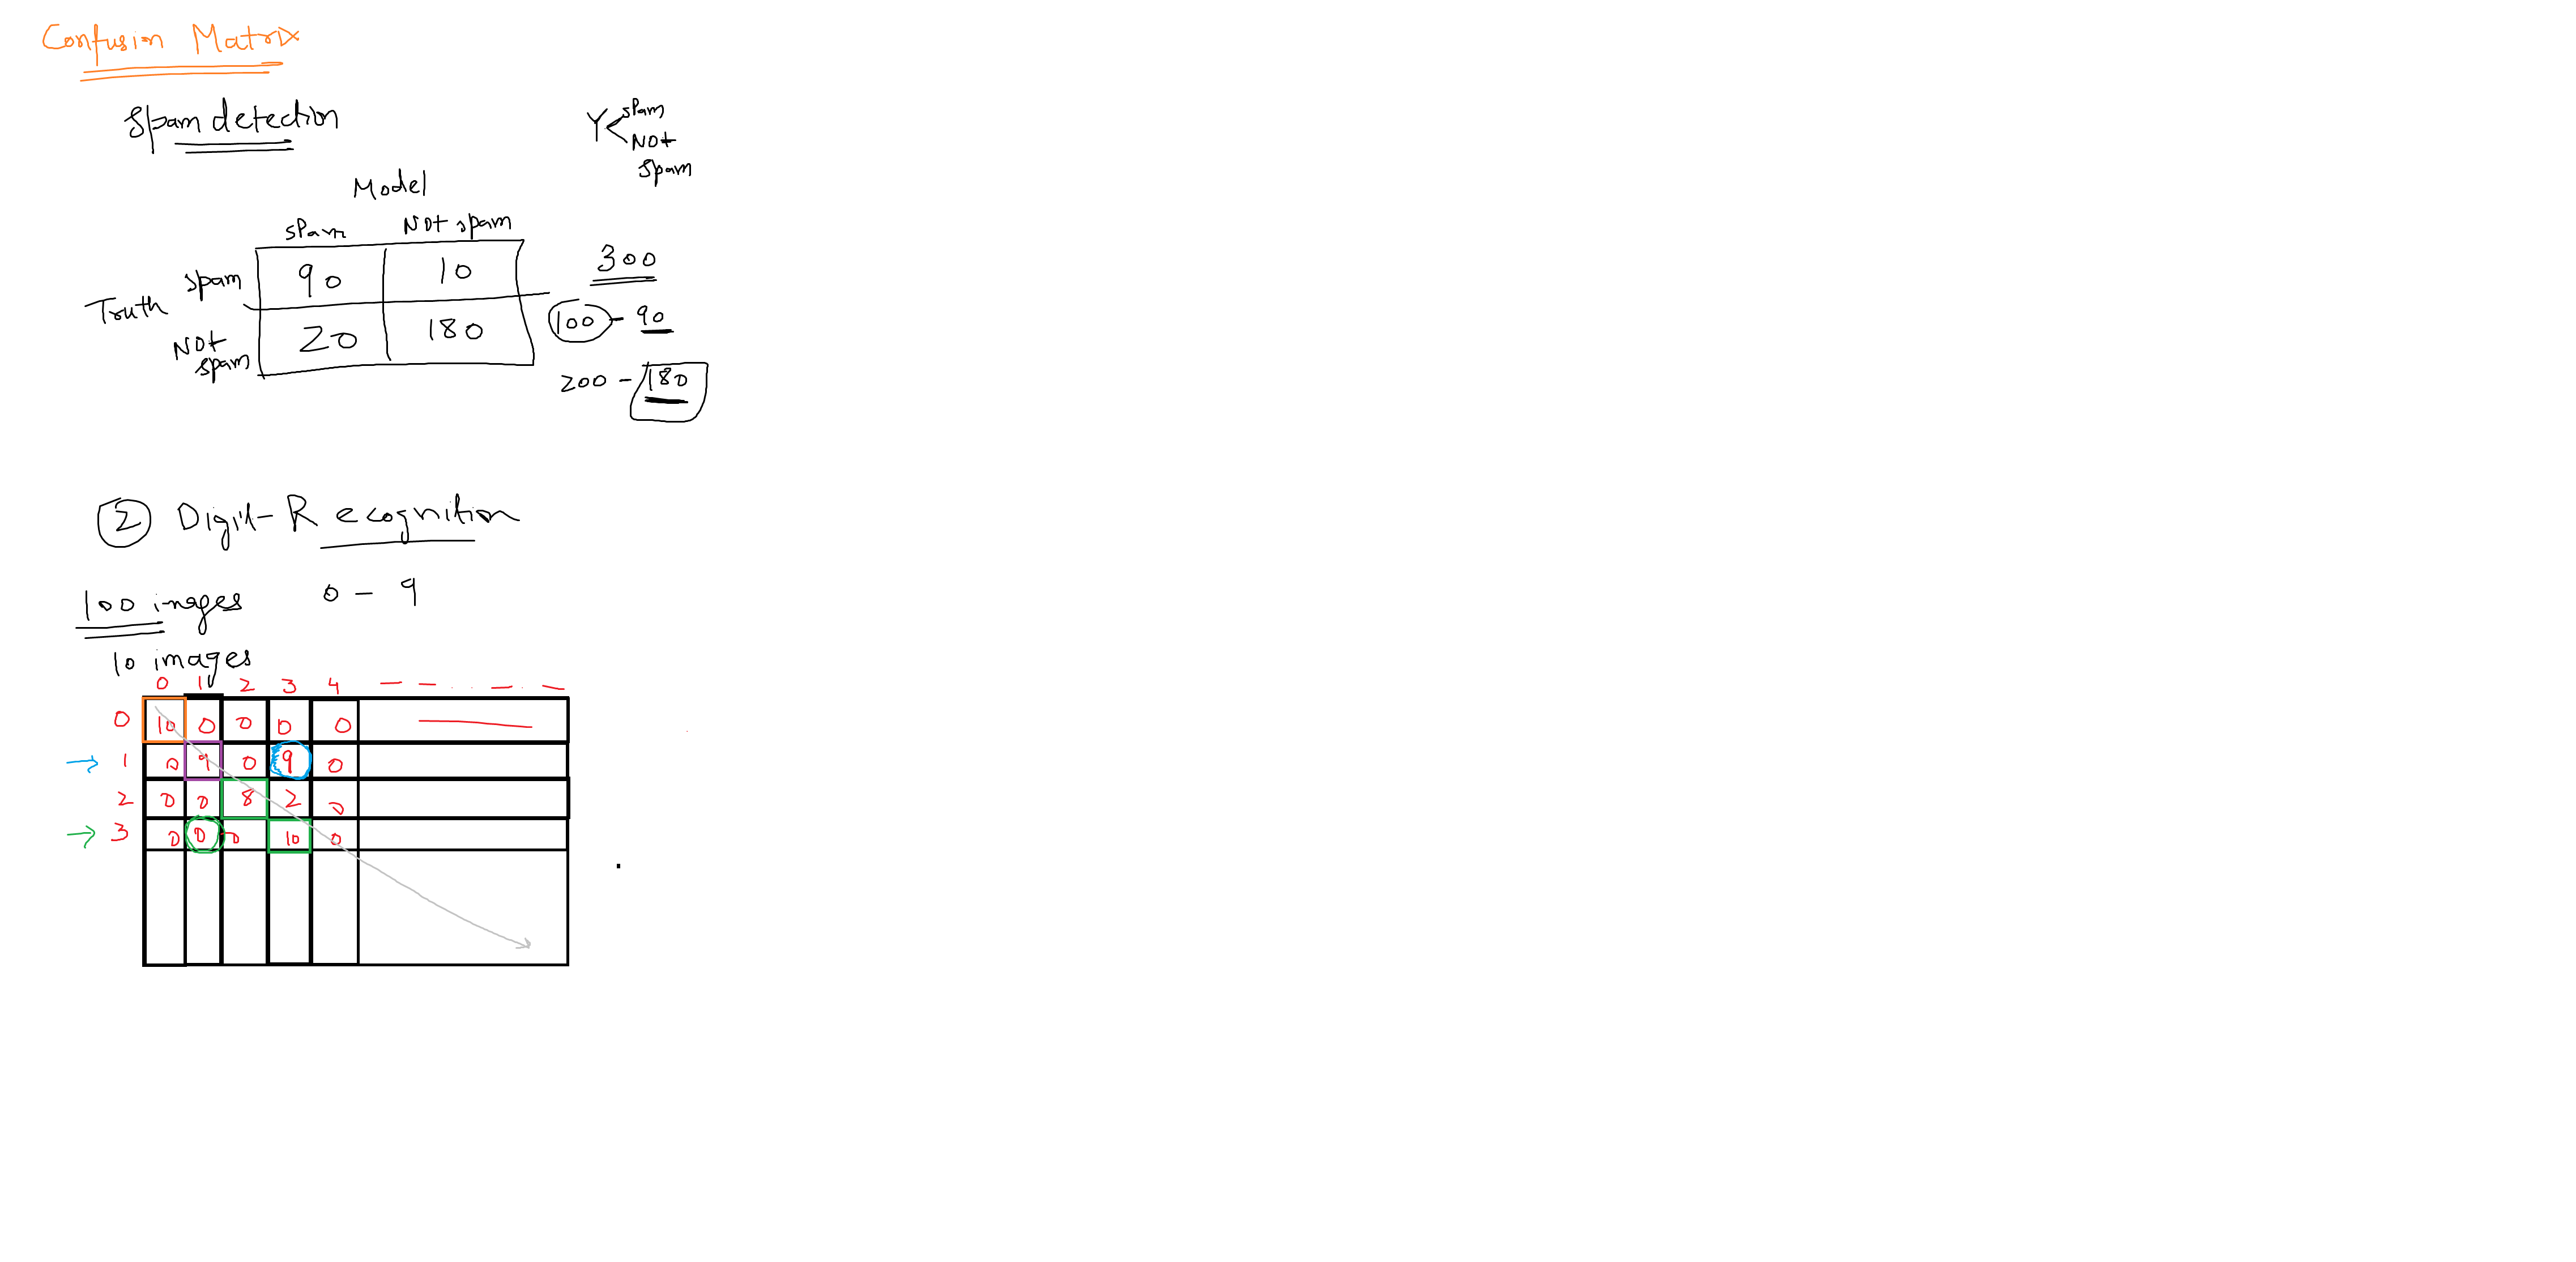 Confusion Matrix
Spam detection
Y < Spam
Not
Spam
Model
Spam Not spam
Spam 90 10
Truth
Not
spam 20 180
300
100 - 90
200 - 180
② Digit-Recognition
100 images 0 - 9
10 images
0 1 2 3 4 — — . — . —
0 10 0 0 0 0 —
→ 1 0 9 0 9 0
2 0 0 8 2 0
→ 3 0 0 0 10 0